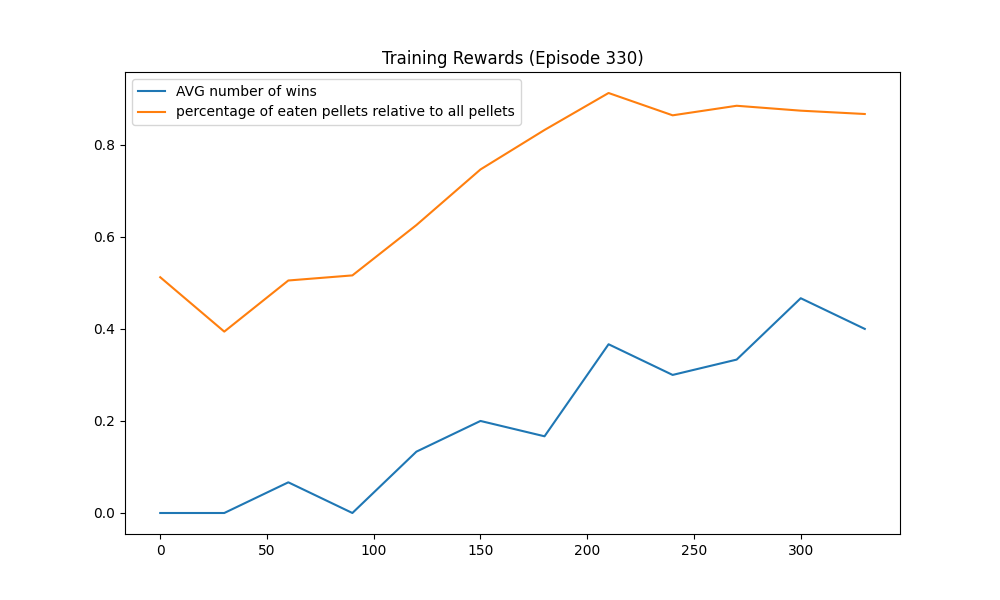 Training Rewards (Episode 330)
AVG number of wins
percentage of eaten pellets relative to all pellets
0.8
0.6
0.4
0.2
0.0
0 50 100 150 200 250 300